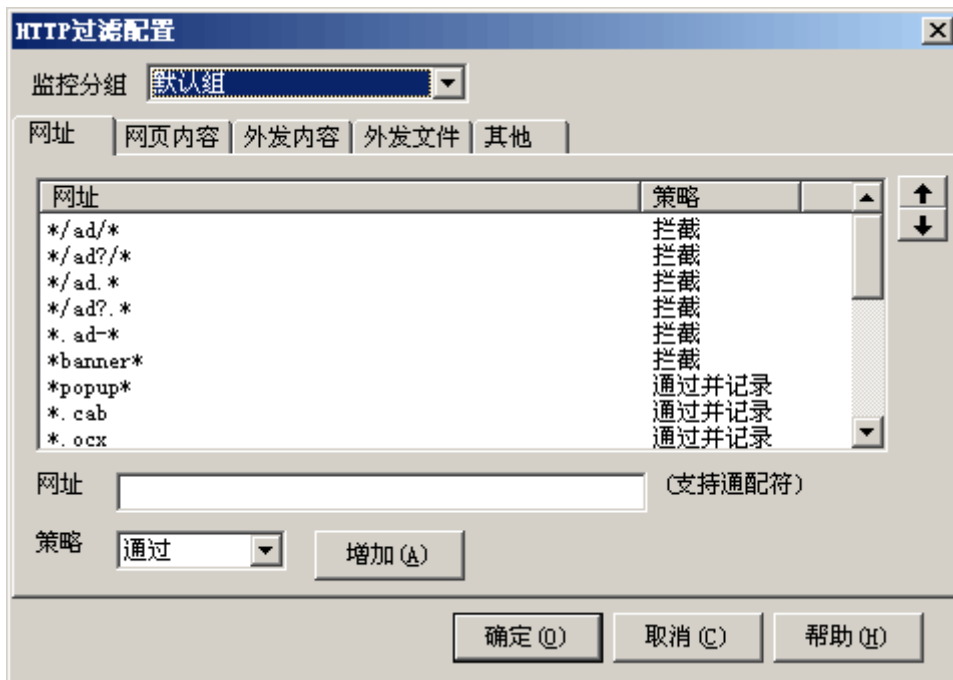 HTTP过滤配置
监控分组 默认组
网址 网页内容 外发内容 外发文件 其他
网址 策略
*/ad/* 拦截
*/ad?/* 拦截
*/ad.* 拦截
*/ad?.* 拦截
*.ad-* 拦截
*banner* 拦截
*popup* 通过并记录
*.cab 通过并记录
*.ocx 通过并记录
网址 (支持通配符)
策略 通过 增加(A)
确定(O) 取消(C) 帮助(H)